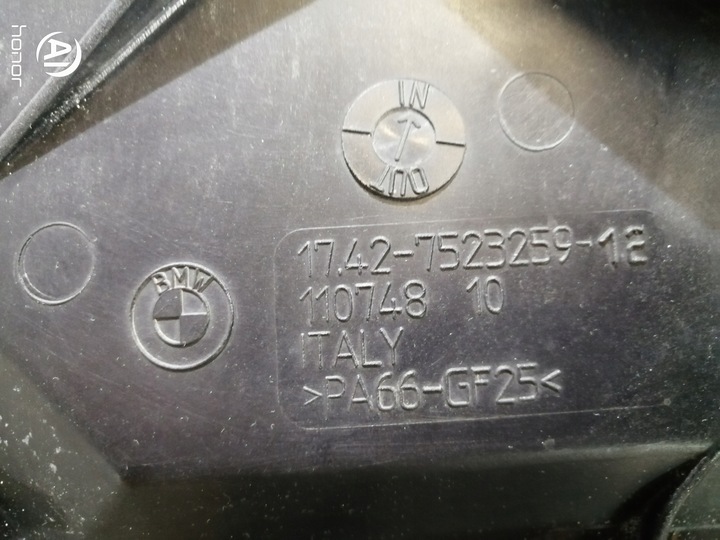 AI
honor
IN
OUT
BMW
17.42-7523259-12
110748 10
ITALY
>PA66-GF25<